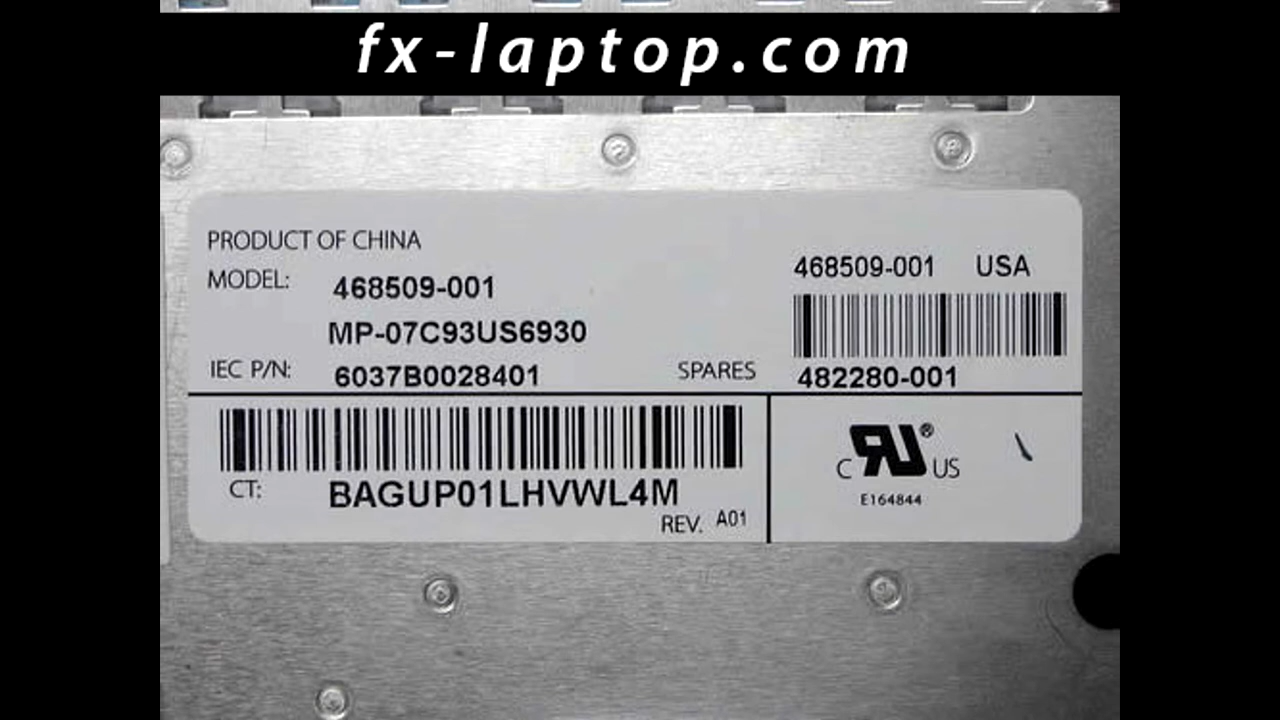 fx-laptop.com
PRODUCT OF CHINA
MODEL: 468509-001
MP-07C93US6930
IEC P/N: 6037B0028401
468509-001 USA
SPARES 482280-001
CT: BAGUP01LHVWL4M
REV. A01
C RU® US
E164844